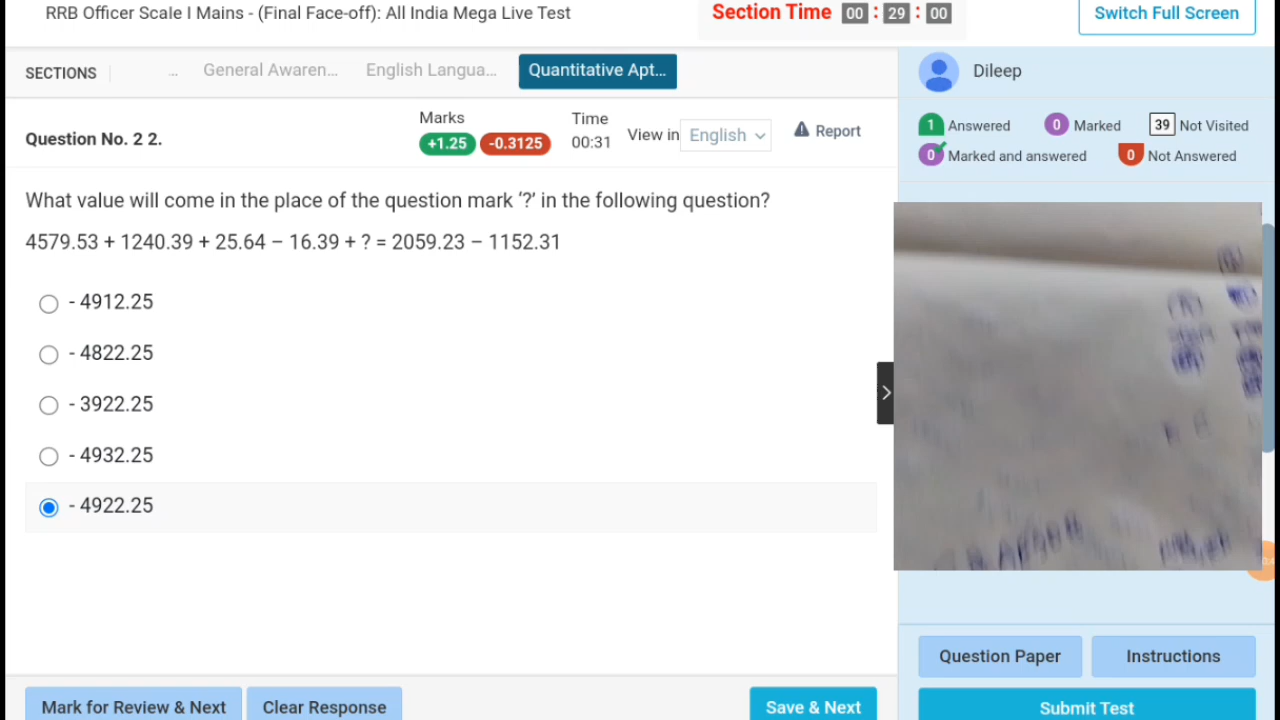 RRB Officer Scale I Mains - (Final Face-off): All India Mega Live Test
Section Time 00 : 29 : 00
Switch Full Screen
SECTIONS
...
General Awaren...
English Langua...
Quantitative Apt...
Dileep
Question No. 2 2.
Marks
+1.25 -0.3125
Time
00:31
View in English
Report
1 Answered
0 Marked
39 Not Visited
0 Marked and answered
0 Not Answered
What value will come in the place of the question mark ‘?’ in the following question?
4579.53 + 1240.39 + 25.64 – 16.39 + ? = 2059.23 – 1152.31
- 4912.25
- 4822.25
- 3922.25
- 4932.25
- 4922.25
Question Paper
Instructions
Mark for Review & Next
Clear Response
Save & Next
Submit Test